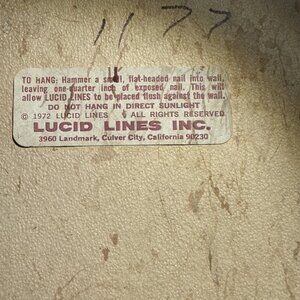 1177
TO HANG: Hammer a small, flat-headed nail into wall,
leaving one-quarter inch of exposed nail. This will
allow LUCID LINES to be placed flush against the wall.
DO NOT HANG IN DIRECT SUNLIGHT
© 1972 LUCID LINES ALL RIGHTS RESERVED
LUCID LINES INC.
3960 Landmark, Culver City, California 90230